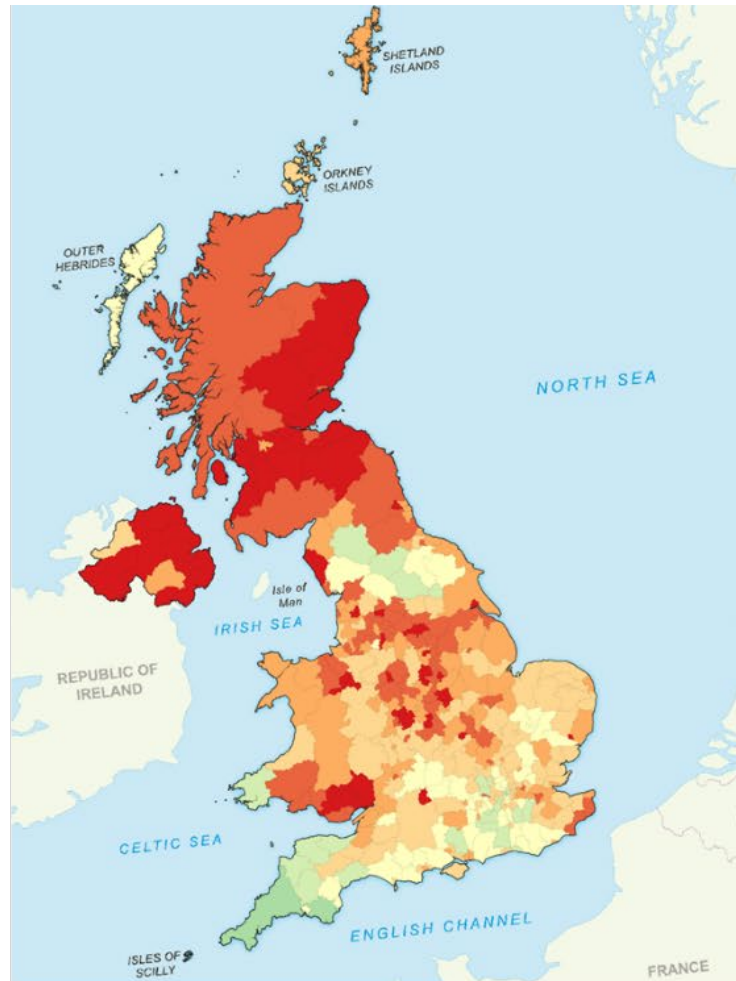 SHETLAND
ISLANDS
ORKNEY
ISLANDS
OUTER
HEBRIDES
NORTH SEA
Isle of
Man
IRISH SEA
REPUBLIC OF
IRELAND
CELTIC SEA
ENGLISH CHANNEL
ISLES OF
SCILLY
FRANCE